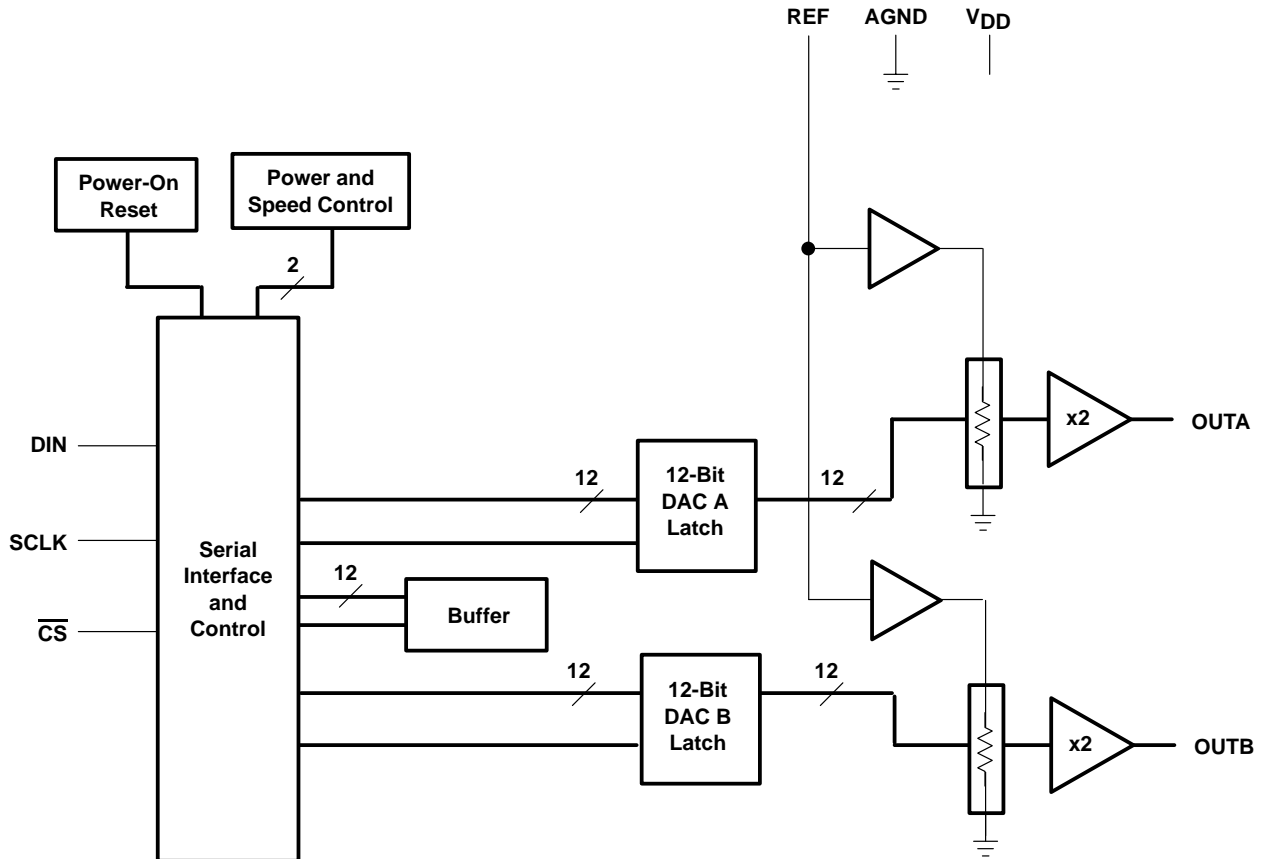 REF AGND VDD
Power-On
Reset
Power and
Speed Control
2
DIN
SCLK
CS
Serial
Interface
and
Control
12
12-Bit
DAC A
Latch
12
x2
OUTA
12
Buffer
12
12-Bit
DAC B
Latch
12
x2
OUTB